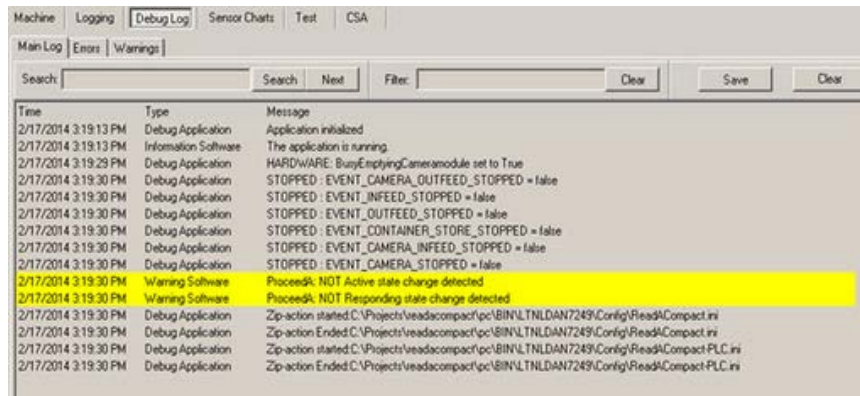 Machine Logging Debug Log Sensor Charts Test CSA
Main Log Errors Warnings
Search: Search Next Filter: Clear Save Clear
Time Type Message
2/17/2014 3:19:13 PM Debug Application Application initialized
2/17/2014 3:19:13 PM Information Software The application is running.
2/17/2014 3:19:29 PM Debug Application HARDWARE: BusyEmptyingCameramodule set to True
2/17/2014 3:19:30 PM Debug Application STOPPED : EVENT_CAMERA_OUTFEED_STOPPED = false
2/17/2014 3:19:30 PM Debug Application STOPPED : EVENT_INFEED_STOPPED = false
2/17/2014 3:19:30 PM Debug Application STOPPED : EVENT_OUTFEED_STOPPED = false
2/17/2014 3:19:30 PM Debug Application STOPPED : EVENT_CONTAINER_STORE_STOPPED = false
2/17/2014 3:19:30 PM Debug Application STOPPED : EVENT_CAMERA_INFEED_STOPPED = false
2/17/2014 3:19:30 PM Debug Application STOPPED : EVENT_CAMERA_STOPPED = false
2/17/2014 3:19:30 PM Warning Software ProceedA: NOT Active state change detected
2/17/2014 3:19:30 PM Warning Software ProceedA: NOT Responding state change detected
2/17/2014 3:19:30 PM Debug Application Zip-action started:C:\Projects\readacompact\pc\BIN\LTNLDAN7249\Config\ReadACompact.ini
2/17/2014 3:19:30 PM Debug Application Zip-action Ended:C:\Projects\readacompact\pc\BIN\LTNLDAN7249\Config\ReadACompact.ini
2/17/2014 3:19:30 PM Debug Application Zip-action started:C:\Projects\readacompact\pc\BIN\LTNLDAN7249\Config\ReadACompact-PLC.ini
2/17/2014 3:19:30 PM Debug Application Zip-action Ended:C:\Projects\readacompact\pc\BIN\LTNLDAN7249\Config\ReadACompact-PLC.ini